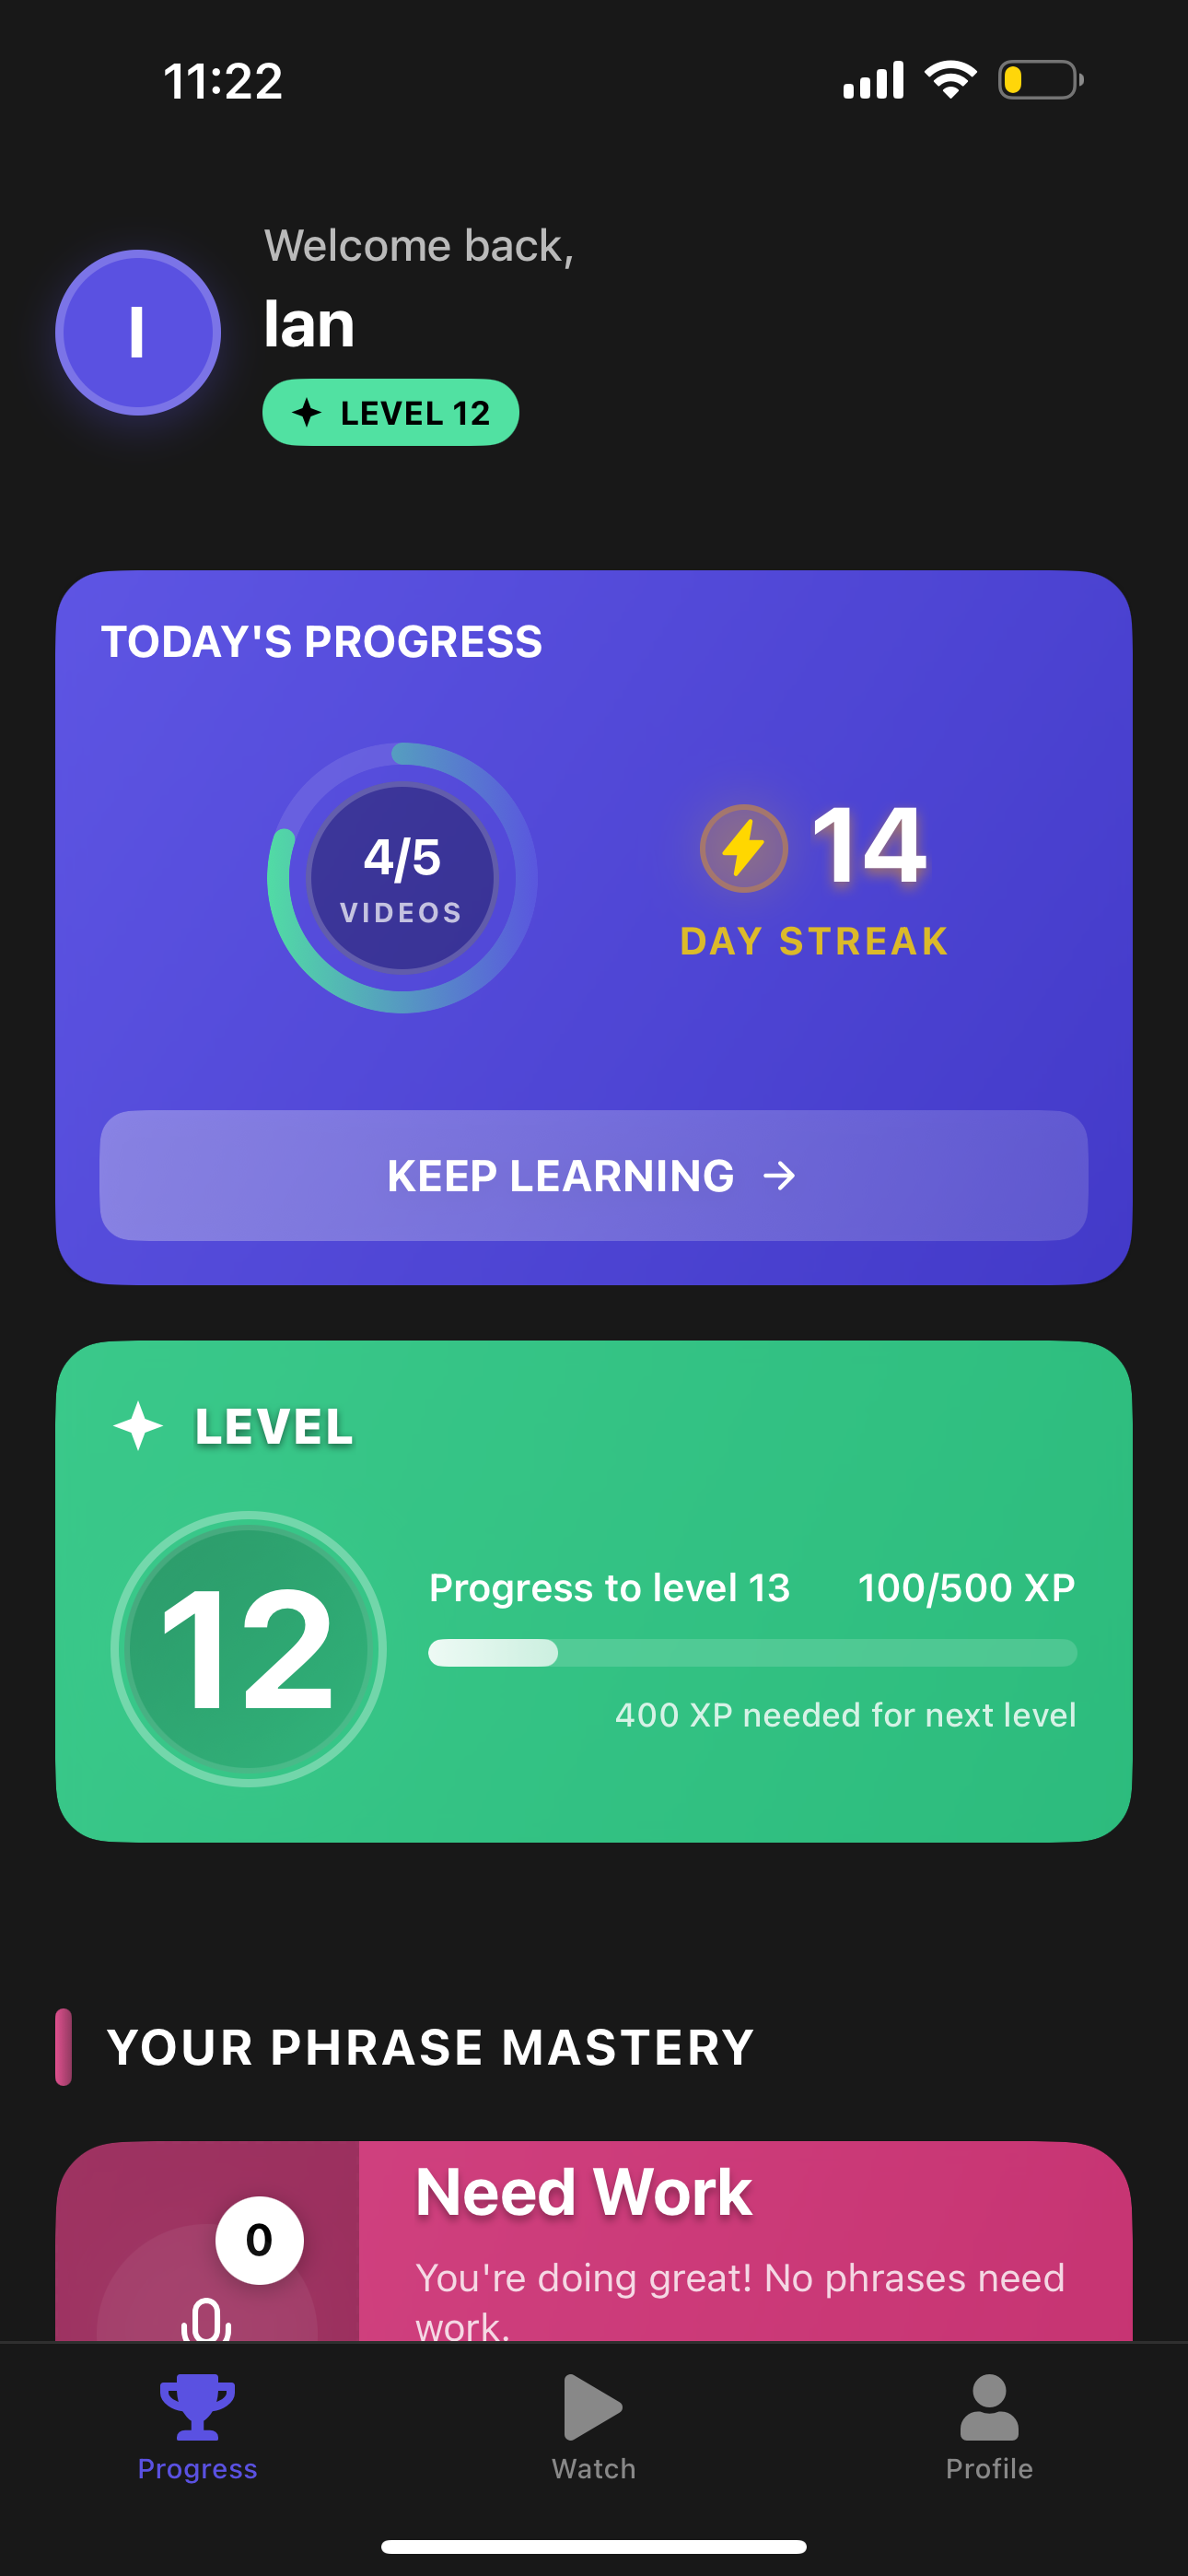 11:22
Welcome back,
I
Ian
LEVEL 12
TODAY'S PROGRESS
4/5
VIDEOS
14
DAY STREAK
KEEP LEARNING →
LEVEL
12
Progress to level 13
100/500 XP
400 XP needed for next level
YOUR PHRASE MASTERY
0
Need Work
You're doing great! No phrases need
work.
Progress
Watch
Profile